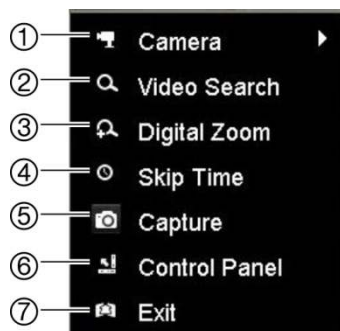 ① Camera
② Video Search
③ Digital Zoom
④ Skip Time
⑤ Capture
⑥ Control Panel
⑦ Exit